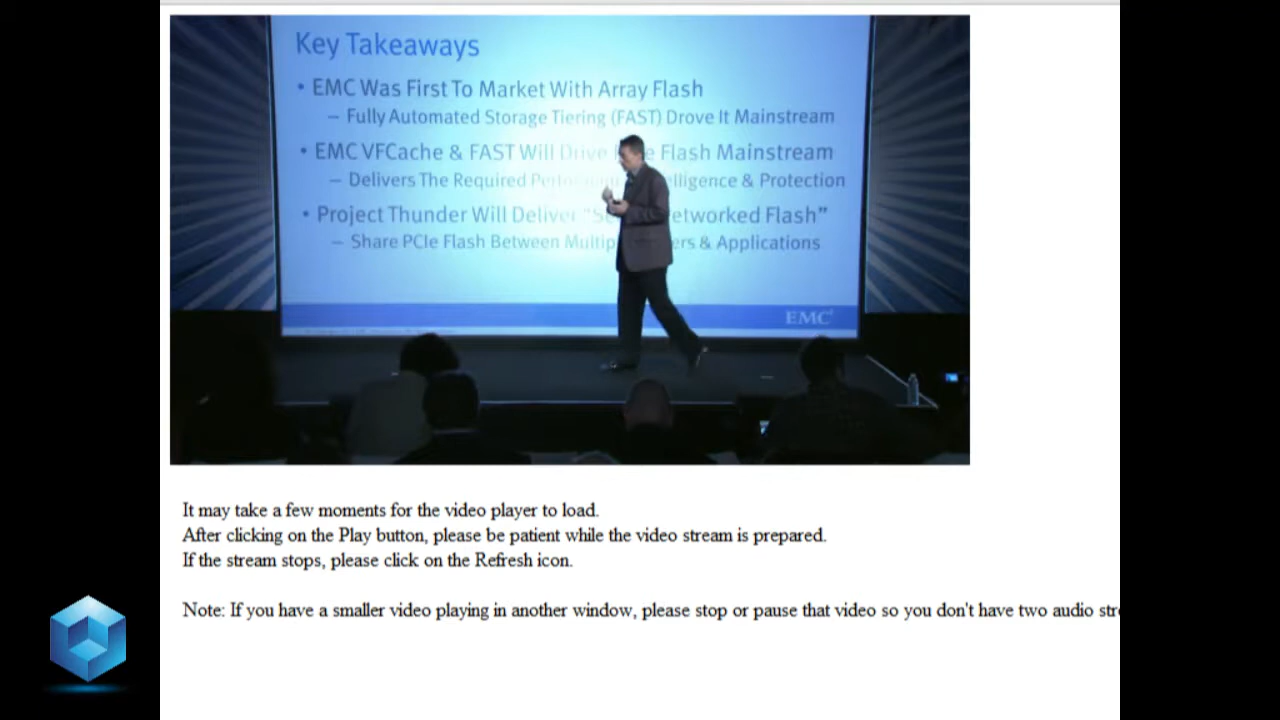 Key Takeaways
• EMC Was First To Market With Array Flash
– Fully Automated Storage Tiering (FAST) Drove It Mainstream
• EMC VFCache & FAST Will Drive Flash Mainstream
– Delivers The Required & Protection
• Project Thunder Will Deliver Networked Flash”
– Share PCIe Flash Between & Applications
EMC²
It may take a few moments for the video player to load.
After clicking on the Play button, please be patient while the video stream is prepared.
If the stream stops, please click on the Refresh icon.
Note: If you have a smaller video playing in another window, please stop or pause that video so you don't have two audio